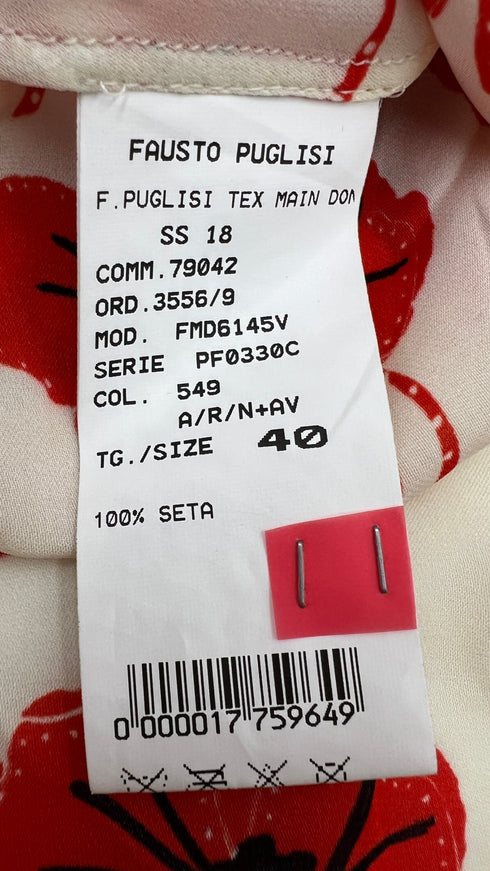 FAUSTO PUGLISI
F.PUGLISI TEX MAIN DON
SS 18
COMM.79042
ORD.3556/9
MOD. FMD6145V
SERIE PF0330C
COL. 549
A/R/N+AV
TG./SIZE 40
100% SETA
0 000017 759649